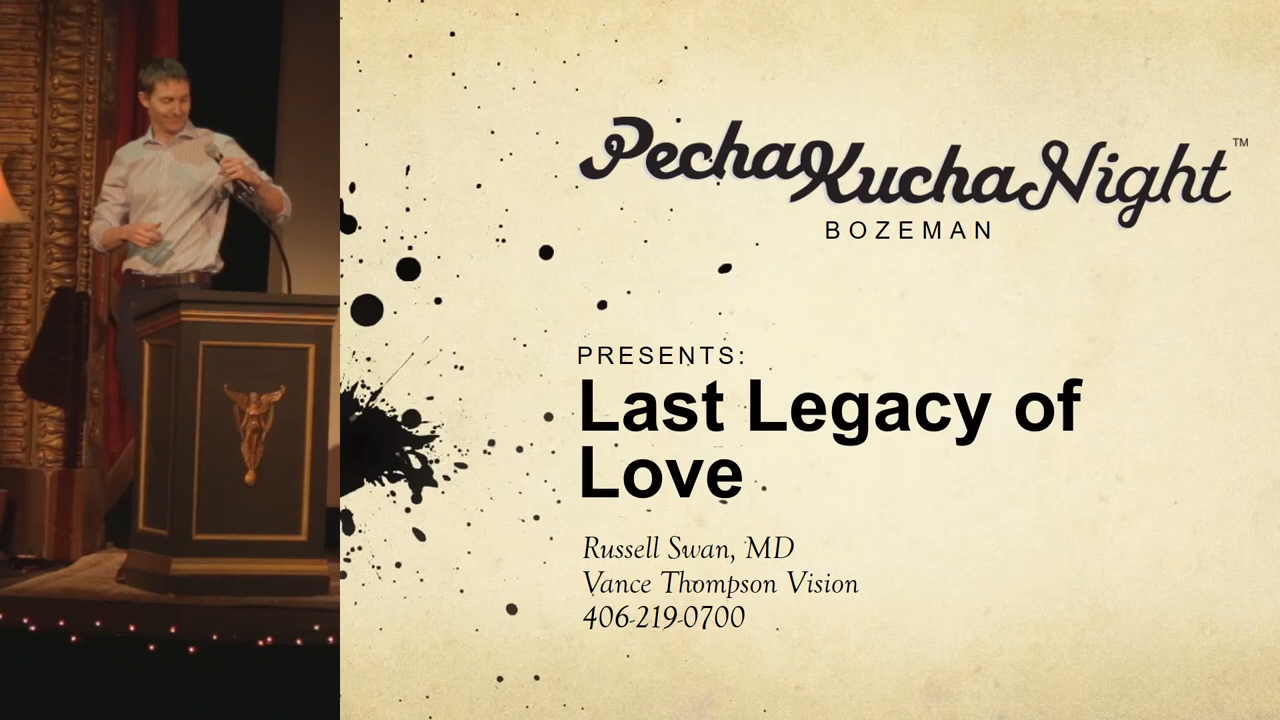 PechaKuchaNight™
BOZEMAN
PRESENTS:
Last Legacy of
Love
Russell Swan, MD
Vance Thompson Vision
406-219-0700